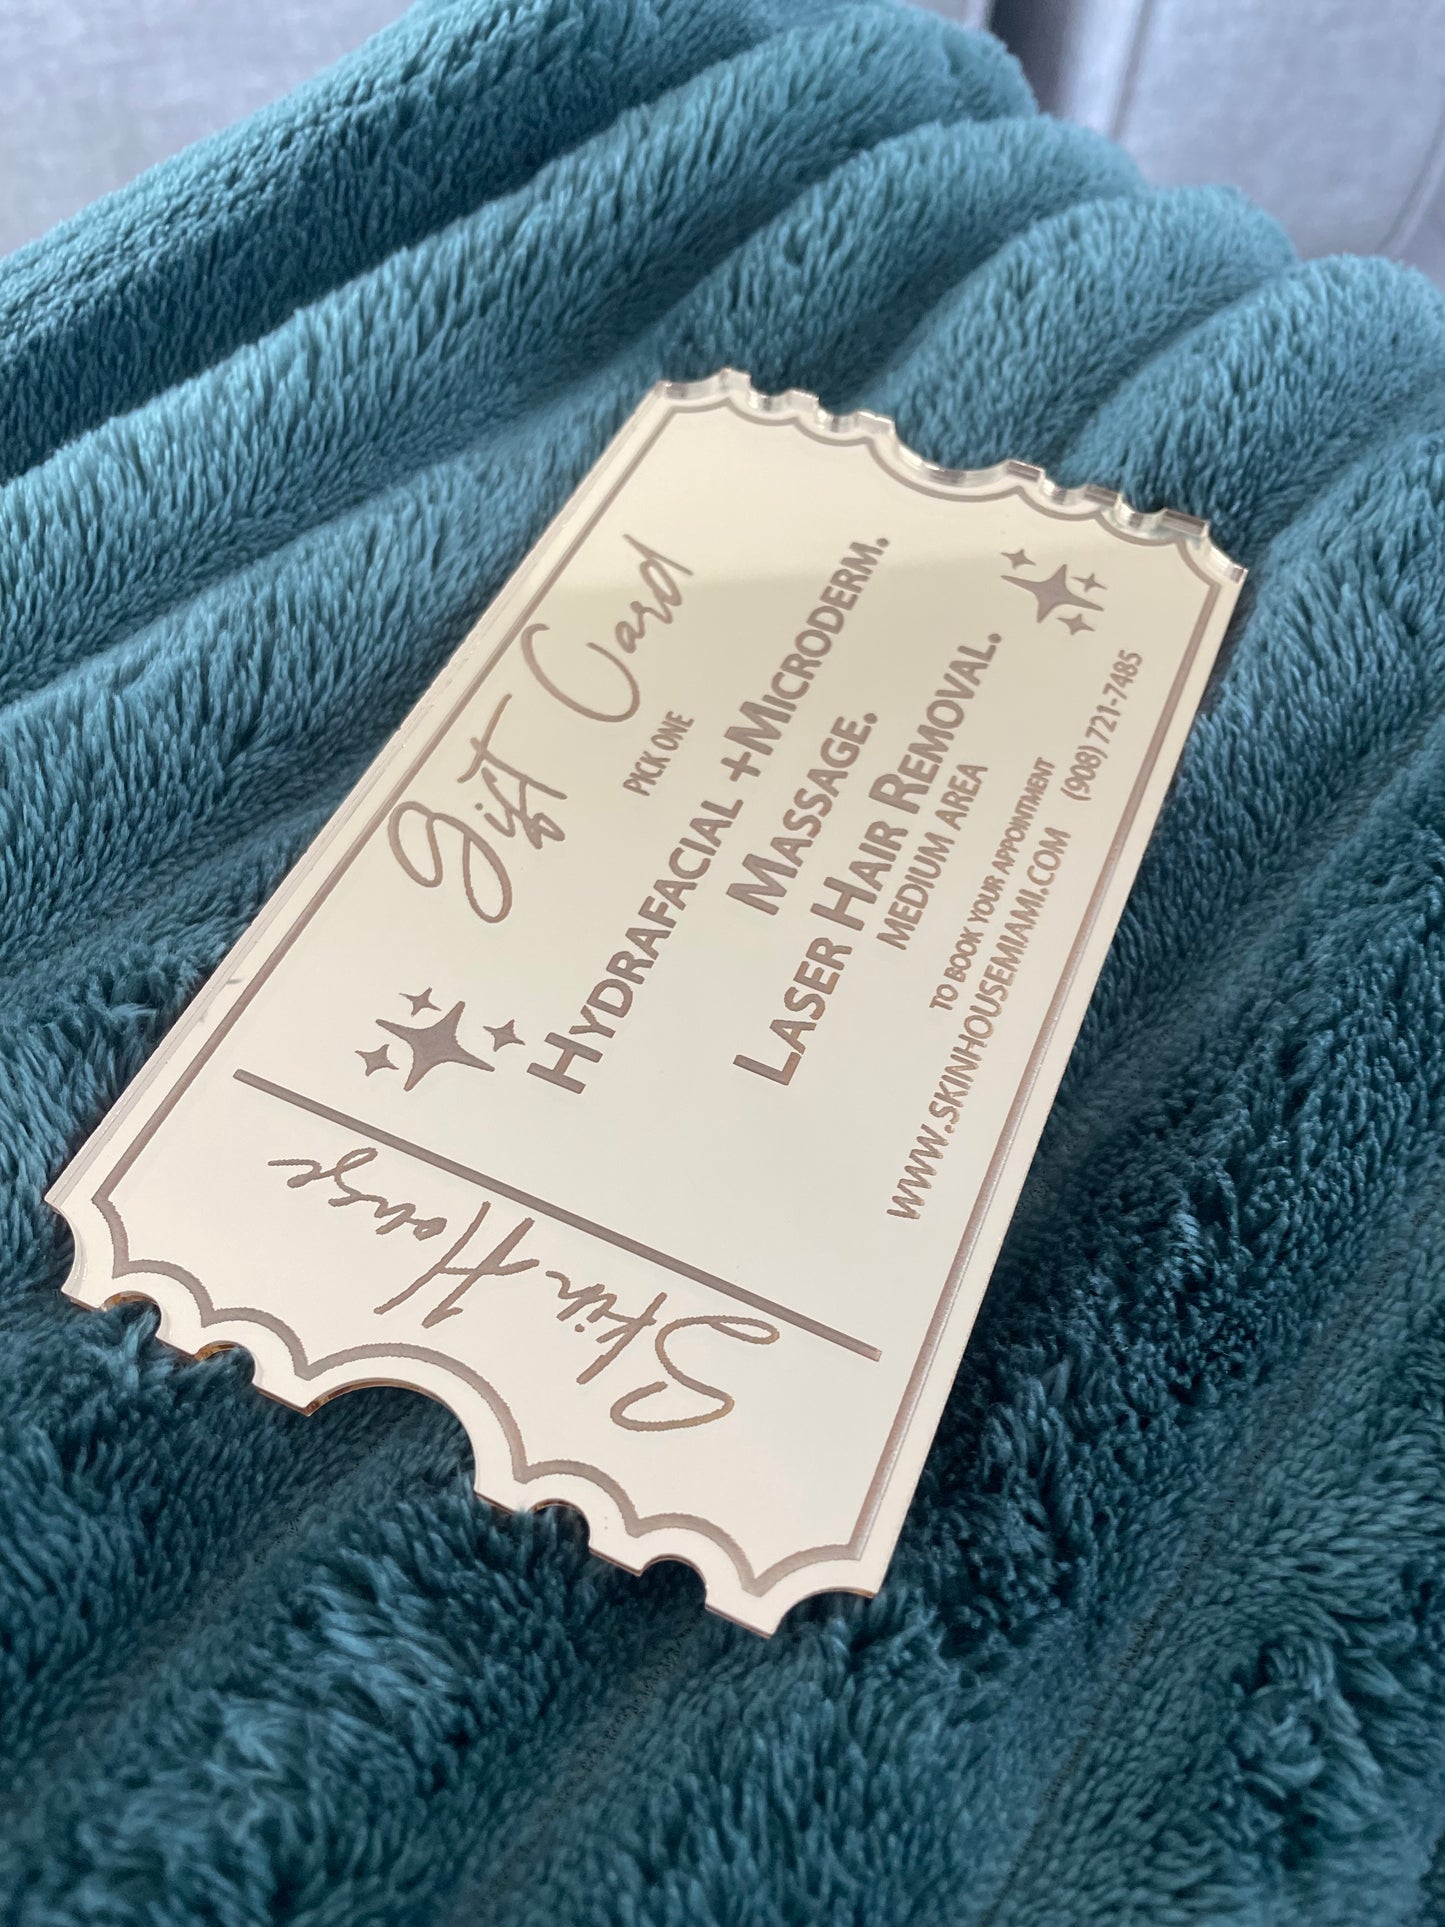 Gift Card
PICK ONE
HYDRAFACIAL +MICRODERM.
MASSAGE.
LASER HAIR REMOVAL.
MEDIUM AREA
TO BOOK YOUR APPOINTMENT
WWW.SKINHOUSEMIAMI.COM (908) 721-7485
Skin House